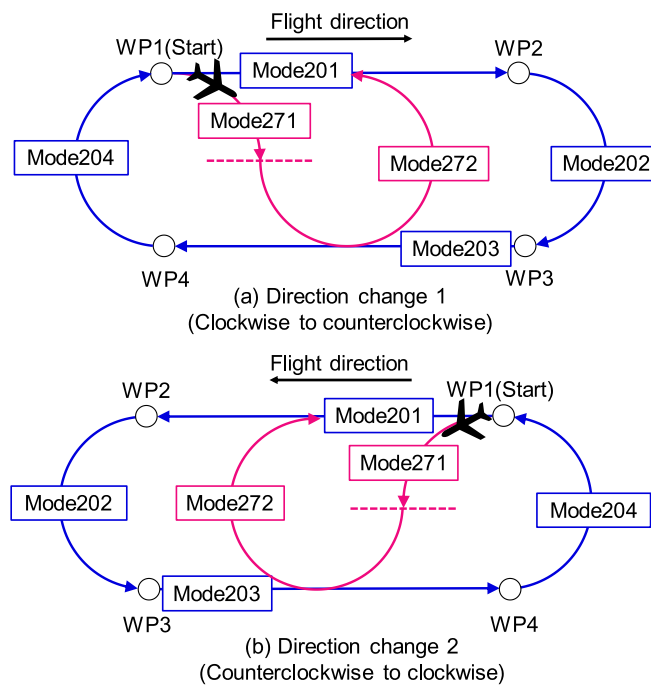 Flight direction
WP1(Start)
WP2
Mode201
Mode271
Mode204
Mode272
Mode202
Mode203
WP4
WP3
(a) Direction change 1
(Clockwise to counterclockwise)
Flight direction
WP2
WP1(Start)
Mode201
Mode271
Mode202
Mode272
Mode204
Mode203
WP3
WP4
(b) Direction change 2
(Counterclockwise to clockwise)